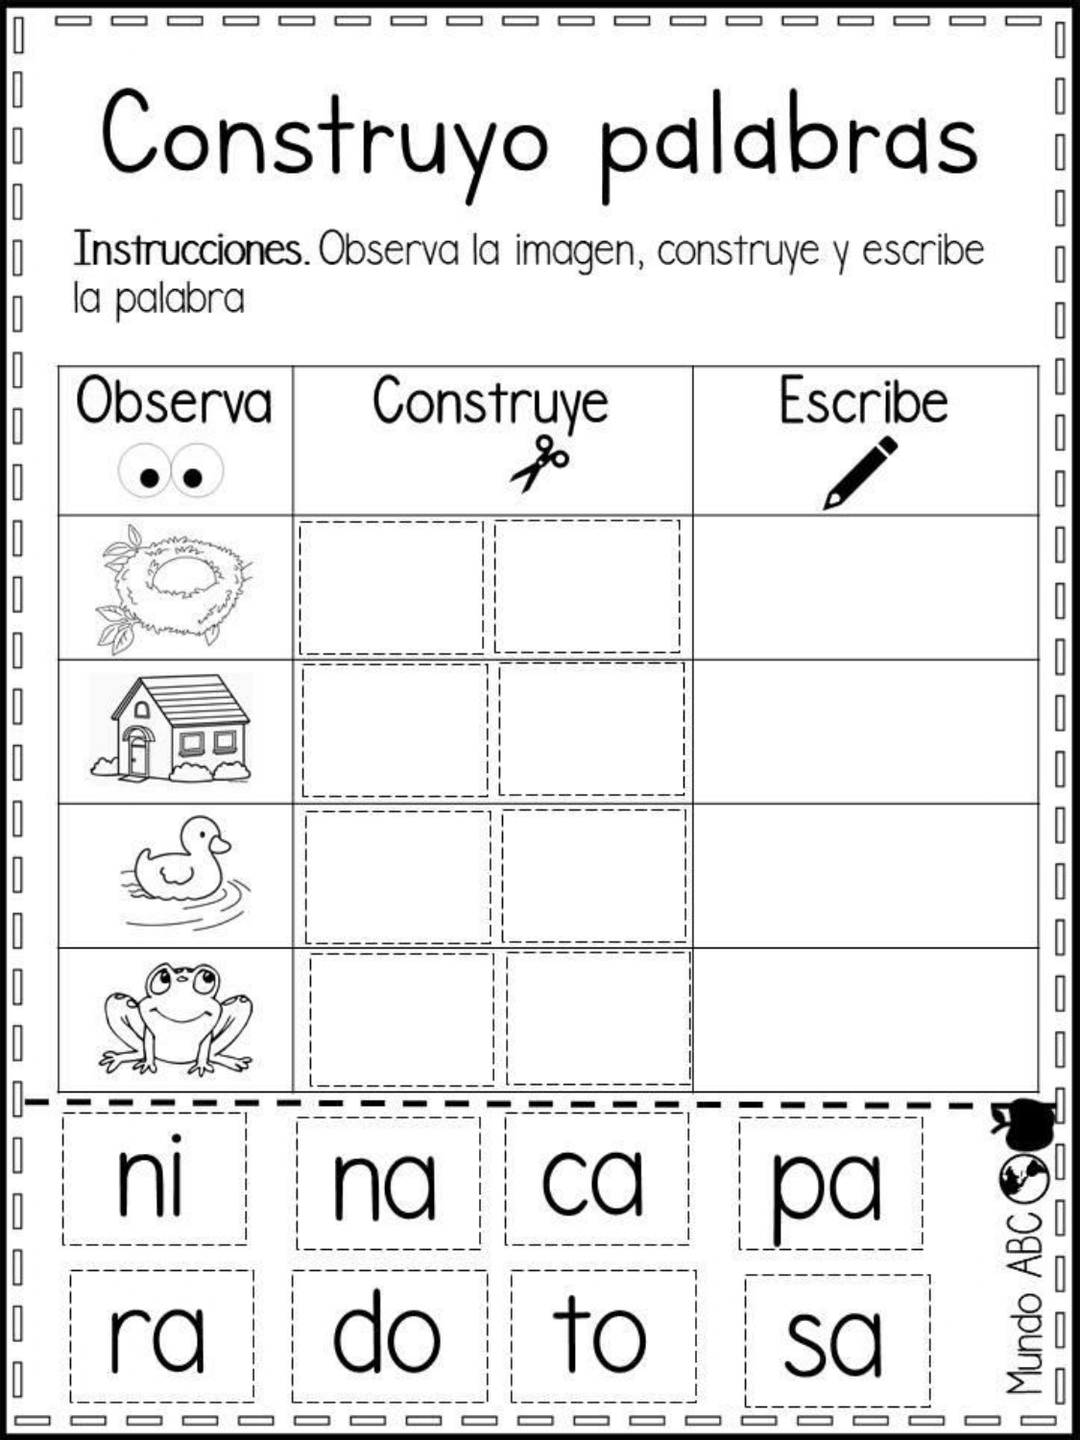 Construyo palabras
Instrucciones. Observa la imagen, construye y escribe
la palabra
Observa
Construye
Escribe
ni
na
ca
pa
ra
do
to
sa
Mundo ABC